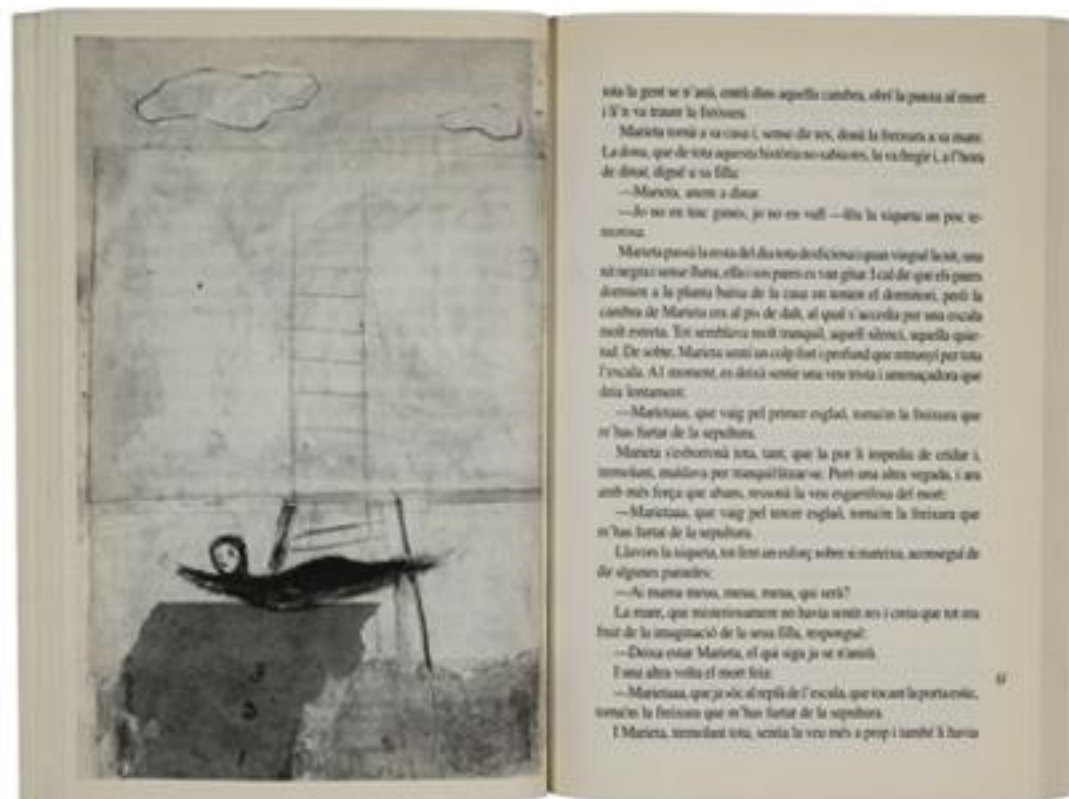 tota la gent se n'anà, entrà dins aquella cambra, obrí la panxa al mort
i li'n va traure la freixura.
Marieta tornà a sa casa i, sense dir res, donà la freixura a sa mare.
La dona, que de tota aquesta història no sabia res, la va fregir i, a l'hora
de dinar, digué a sa filla:
—Marieta, anem a dinar.
—Jo no en tinc ganes, jo no en vull —féu la xiqueta un poc te-
morosa.
Marieta passà la resta del dia tota desficiosa i quan vingué la nit, una
nit negra i sense lluna, ella i sos pares es van gitar. I cal dir que els pares
dormien a la planta baixa de la casa on tenien el dormitori, però la
cambra de Marieta era al pis de dalt, al qual s'accedia per una escala
molt estreta. Tot semblava molt tranquil, aquell silenci, aquella quie-
tud. De sobte, Marieta sentí un colp fort i profund que retrunyí per tota
l'escala. Al moment, es deixà sentir una veu trista i amenaçadora que
deia lentament:
—Marietaaa, que vaig pel primer esglaó, torna'm la freixura que
m'has furtat de la sepultura.
Marieta s'esborronà tota, tant, que la por li impedia de cridar i,
tremolant, maldava per tranquil·litzar-se. Però una altra vegada, i ara
amb més força que abans, ressonà la veu esgarrifosa del mort:
—Marietaaa, que vaig pel tercer esglaó, torna'm la freixura que
m'has furtat de la sepultura.
Llavors la xiqueta, tot fent un esforç sobre si mateixa, aconseguí de
dir algunes paraules:
—Ai mama meua, meua, meua, qui serà?
La mare, que misteriosament no havia sentit res i creia que tot era
fruit de la imaginació de la seua filla, respongué:
—Deixa estar Marieta, el qui siga ja se n'anirà.
I una altra volta el mort feia:
—Marietaaa, que ja sóc al replà de l'escala, que tocant la porta estic,
torna'm la freixura que m'has furtat de la sepultura.
I Marieta, tremolant tota, sentia la veu més a prop i també li havia